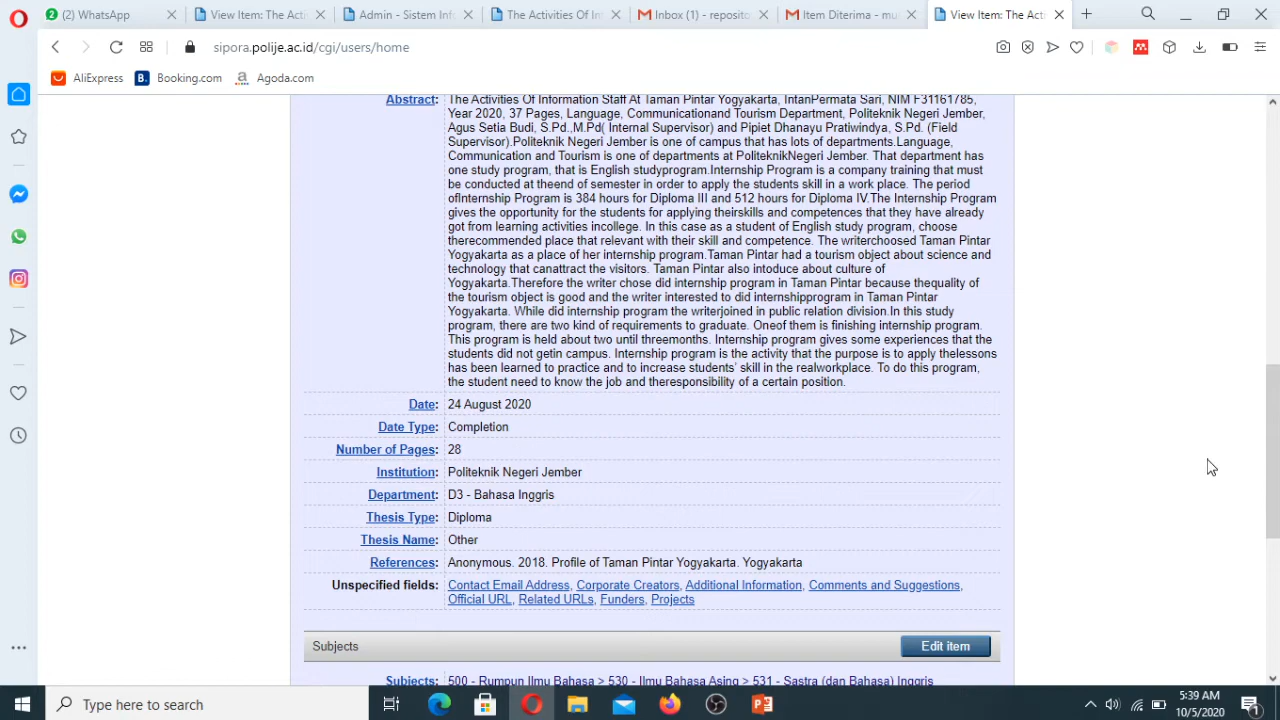 (2) WhatsApp
View Item: The Acti
Admin - Sistem Info
The Activities Of In
Inbox (1) - reposito
Item Diterima - mu
View Item: The Act
sipora.polije.ac.id/cgi/users/home
AliExpress
B. Booking.com
a Agoda.com
Abstract: The Activities Of Information Staff At Taman Pintar Yogyakarta, IntanPermata Sari, NIM F31161785,
Year 2020, 37 Pages, Language, Communicationand Tourism Department, Politeknik Negeri Jember,
Agus Setia Budi, S.Pd.,M.Pd( Internal Supervisor) and Pipiet Dhanayu Pratiwindya, S.Pd. (Field
Supervisor).Politeknik Negeri Jember is one of campus that has lots of departments.Language,
Communication and Tourism is one of departments at PoliteknikNegeri Jember. That department has
one study program, that is English studyprogram.Internship Program is a company training that must
be conducted at theend of semester in order to apply the students skill in a work place. The period
ofInternship Program is 384 hours for Diploma III and 512 hours for Diploma IV.The Internship Program
gives the opportunity for the students for applying theirskills and competences that they have already
got from learning activities incollege. In this case as a student of English study program, choose
therecommended place that relevant with their skill and competence. The writerchoosed Taman Pintar
Yogyakarta as a place of her internship program.Taman Pintar had a tourism object about science and
technology that canattract the visitors. Taman Pintar also intoduce about culture of
Yogyakarta.Therefore the writer chose did internship program in Taman Pintar because thequality of
the tourism object is good and the writer interested to did internshipprogram in Taman Pintar
Yogyakarta. While did internship program the writerjoined in public relation division.In this study
program, there are two kind of requirements to graduate. Oneof them is finishing internship program.
This program is held about two until threemonths. Internship program gives some experiences that the
students did not getin campus. Internship program is the activity that the purpose is to apply thelessons
has been learned to practice and to increase students' skill in the realworkplace. To do this program,
the student need to know the job and theresponsibility of a certain position.
Date: 24 August 2020
Date Type: Completion
Number of Pages: 28
Institution: Politeknik Negeri Jember
Department: D3 - Bahasa Inggris
Thesis Type: Diploma
Thesis Name: Other
References: Anonymous. 2018. Profile of Taman Pintar Yogyakarta. Yogyakarta
Unspecified fields: Contact Email Address, Corporate Creators, Additional Information, Comments and Suggestions,
Official URL, Related URLs, Funders, Projects
Subjects
Edit item
Subjects: 500 - Rumpun Ilmu Bahasa > 530 - Ilmu Bahasa Asing > 531 - Sastra (dan Bahasa) Inggris
Type here to search
5:39 AM
10/5/2020
1